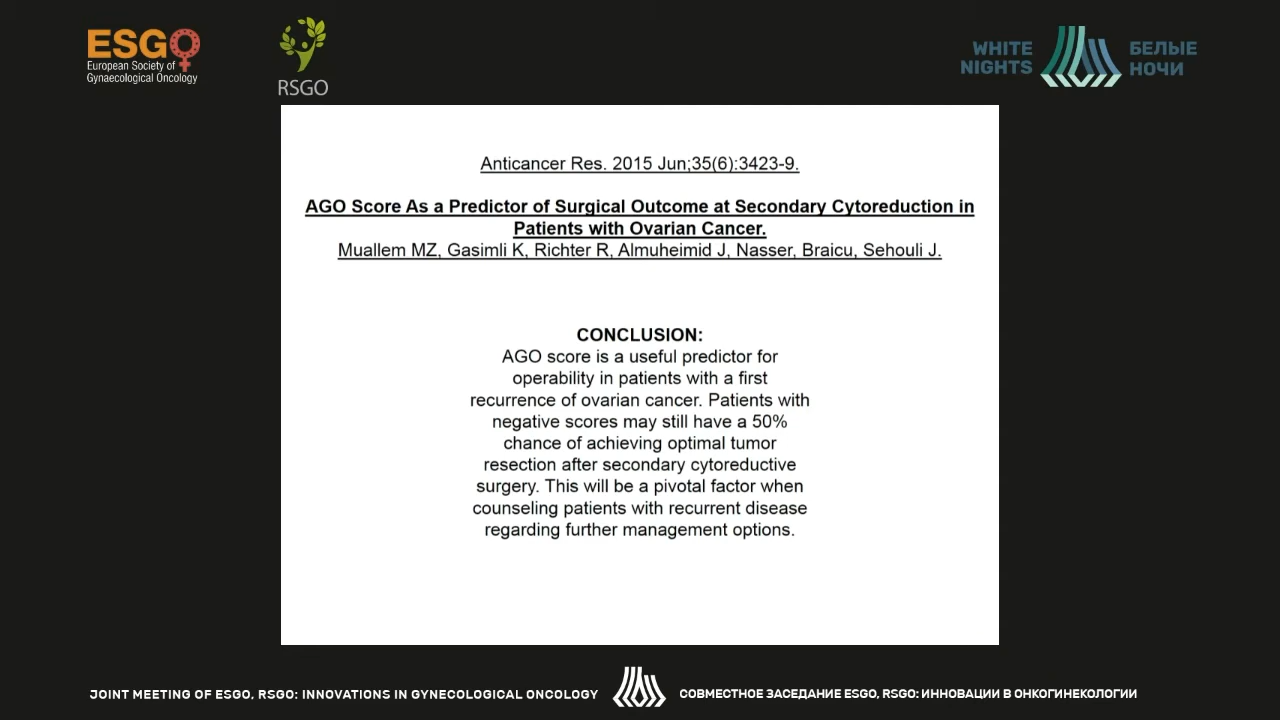 ESGO
European Society of
Gynaecological Oncology
RSGO
WHITE
NIGHTS
БЕЛЫЕ
НОЧИ
Anticancer Res. 2015 Jun;35(6):3423-9.
AGO Score As a Predictor of Surgical Outcome at Secondary Cytoreduction in
Patients with Ovarian Cancer.
Muallem MZ, Gasimli K, Richter R, Almuheimid J, Nasser, Braicu, Sehouli J.
CONCLUSION:
AGO score is a useful predictor for
operability in patients with a first
recurrence of ovarian cancer. Patients with
negative scores may still have a 50%
chance of achieving optimal tumor
resection after secondary cytoreductive
surgery. This will be a pivotal factor when
counseling patients with recurrent disease
regarding further management options.
JOINT MEETING OF ESGO, RSGO: INNOVATIONS IN GYNECOLOGICAL ONCOLOGY
СОВМЕСТНОЕ ЗАСЕДАНИЕ ESGO, RSGO: ИННОВАЦИИ В ОНКОГИНЕКОЛОГИИ